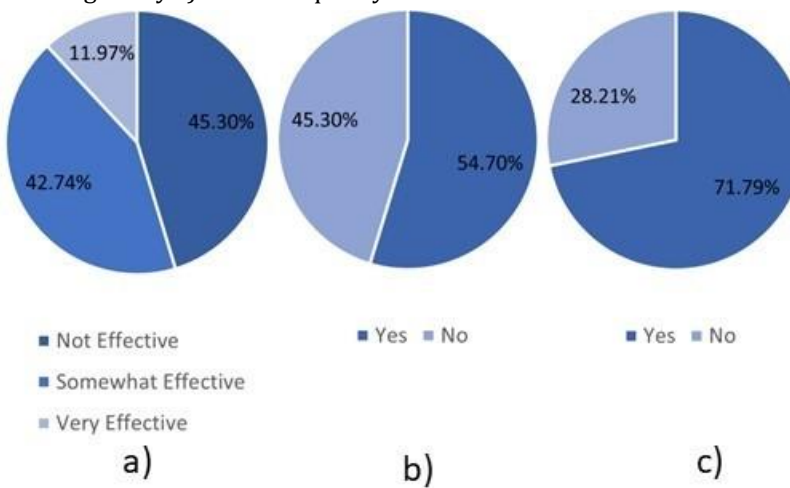 11.97%
45.30%
42.74%
45.30%
54.70%
28.21%
71.79%
Not Effective
Somewhat Effective
Very Effective
Yes No
Yes No
a)
b)
c)